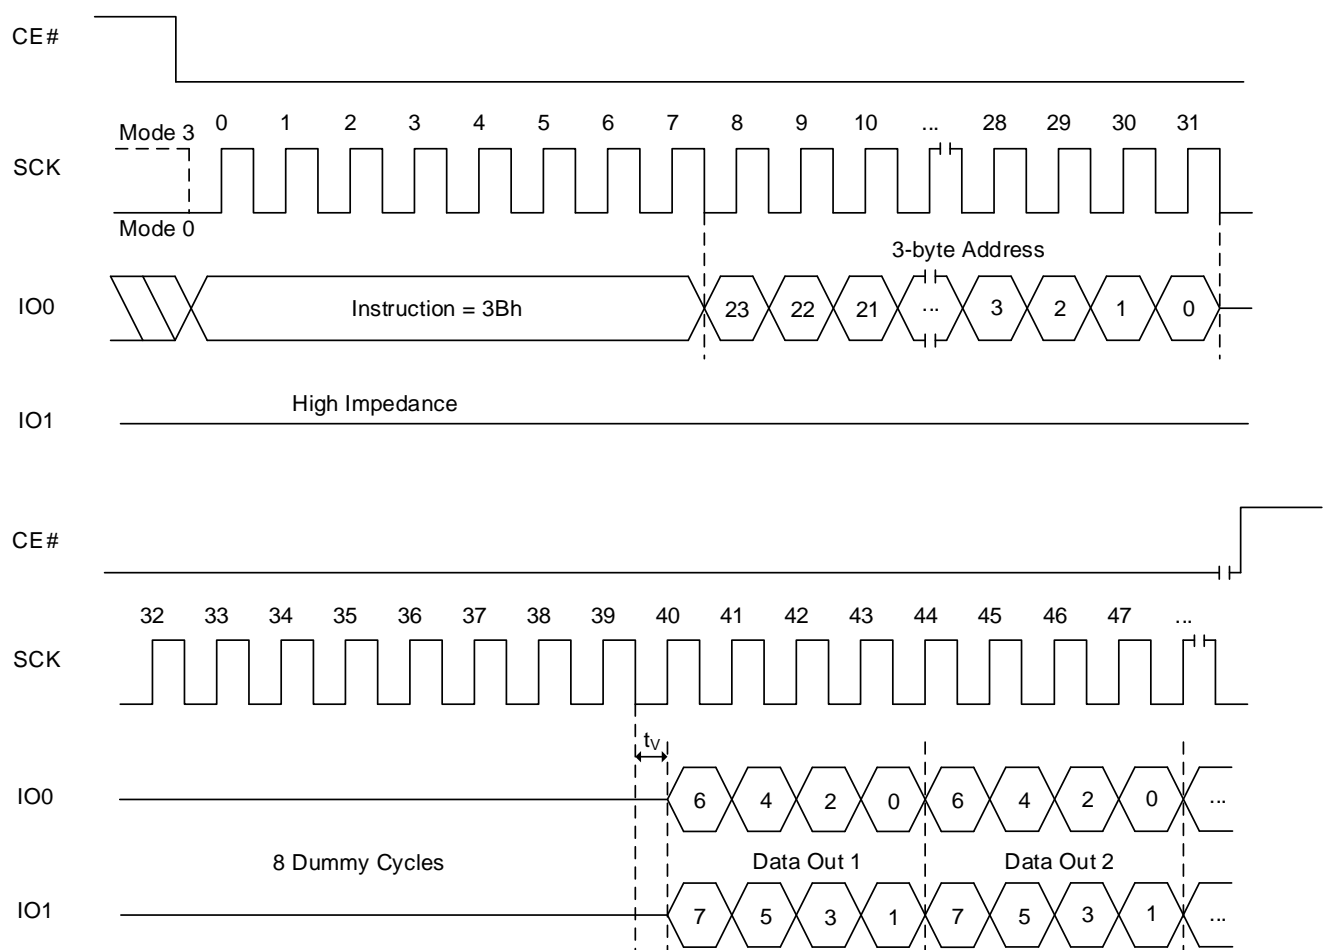 CE#
Mode 3 0 1 2 3 4 5 6 7 8 9 10 ... 28 29 30 31
SCK
Mode 0
3-byte Address
IO0 Instruction = 3Bh 23 22 21 ... 3 2 1 0
High Impedance
IO1
CE#
32 33 34 35 36 37 38 39 40 41 42 43 44 45 46 47 ...
SCK
tV
IO0 6 4 2 0 6 4 2 0 ...
8 Dummy Cycles Data Out 1 Data Out 2
IO1 7 5 3 1 7 5 3 1 ...